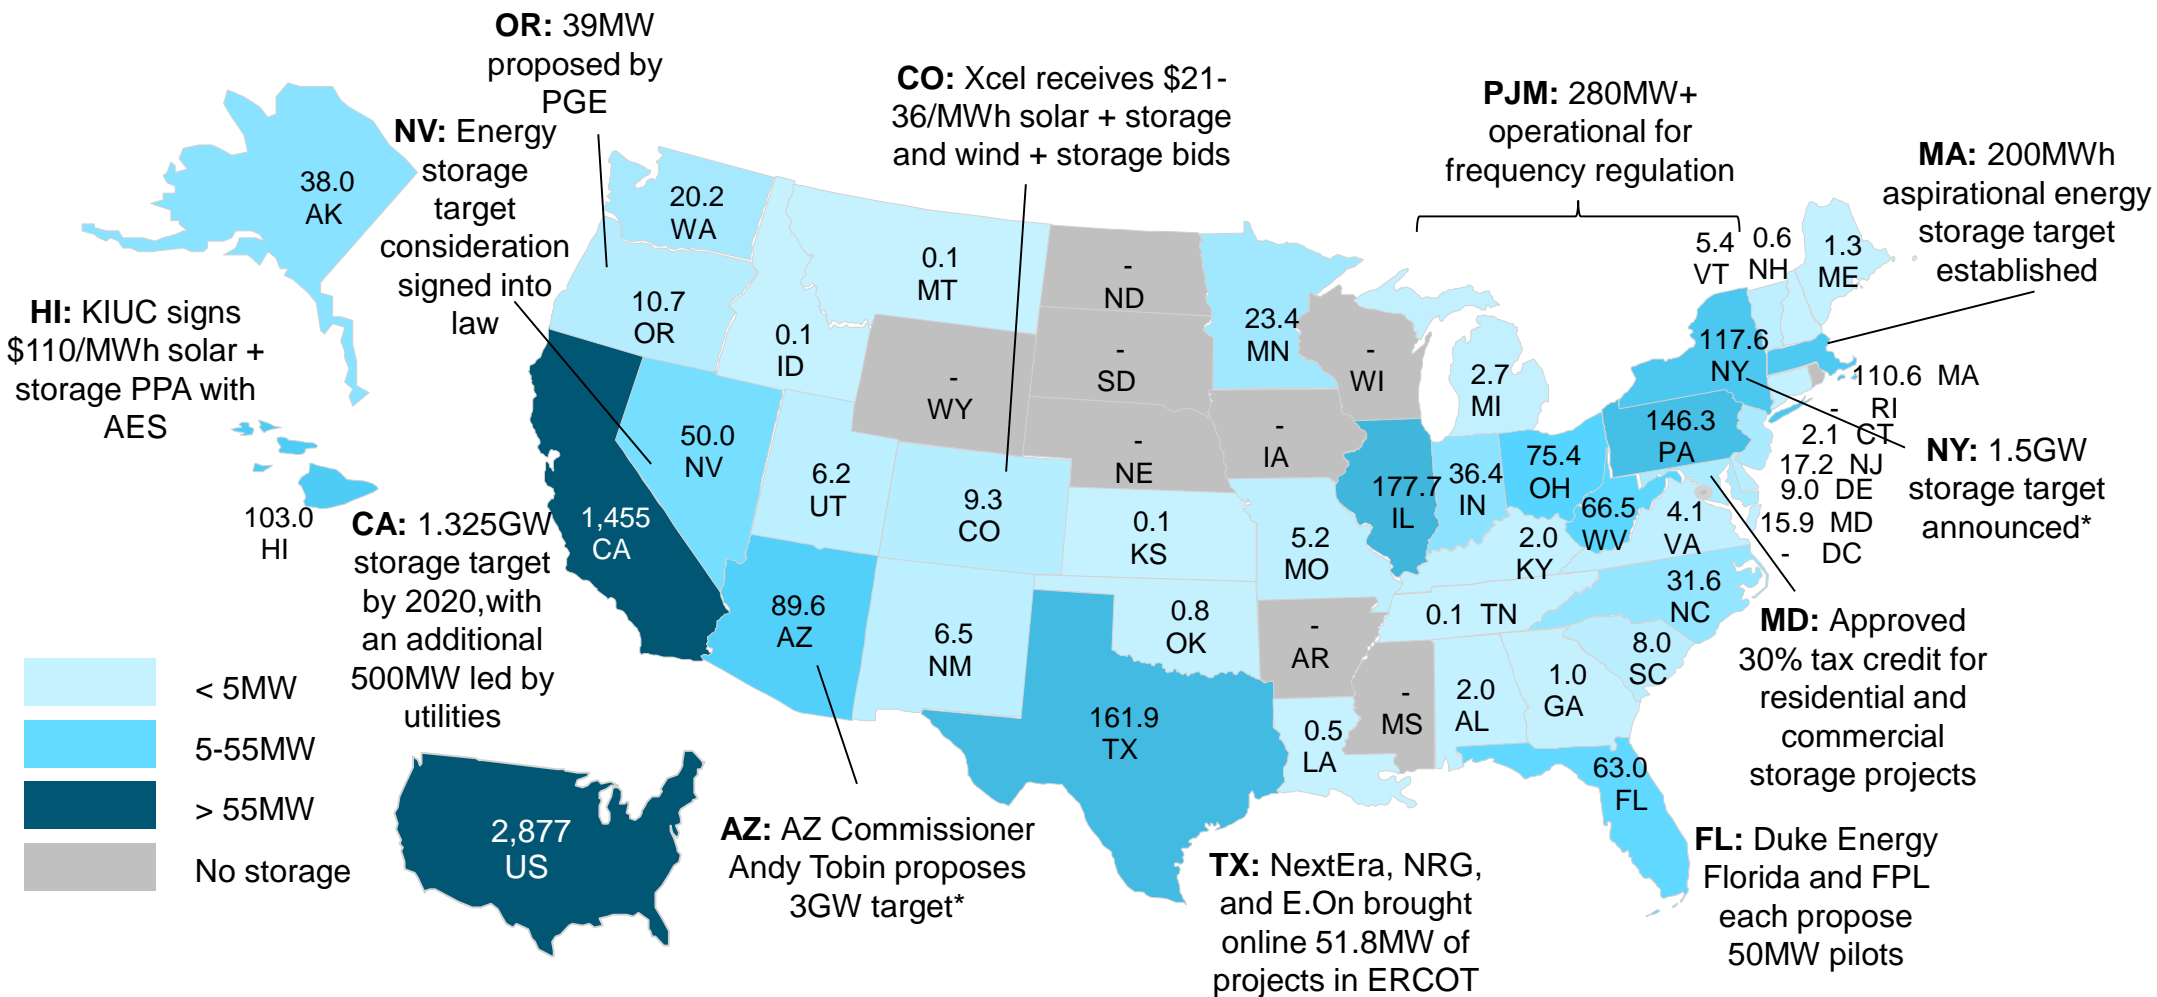 OR: 39MW
proposed by
PGE
NV: Energy
storage
target
consideration
signed into
law
CO: Xcel receives $21-
36/MWh solar + storage
and wind + storage bids
PJM: 280MW+
operational for
frequency regulation
MA: 200MWh
aspirational energy
storage target
established
HI: KIUC signs
$110/MWh solar +
storage PPA with
AES
38.0
AK
20.2
WA
0.1
MT
-
ND
23.4
MN
5.4
VT
0.6
NH
1.3
ME
10.7
OR
0.1
ID
-
WY
-
SD
-
WI
2.7
MI
117.6
NY
110.6 MA
- RI
2.1 CT
17.2 NJ
9.0 DE
15.9 MD
- DC
50.0
NV
6.2
UT
9.3
CO
-
NE
-
IA
177.7
IL
36.4
IN
75.4
OH
146.3
PA
66.5
WV
4.1
VA
103.0
HI
1,455
CA
0.1
KS
5.2
MO
2.0
KY
31.6
NC
89.6
AZ
6.5
NM
0.8
OK
-
AR
0.1 TN
8.0
SC
161.9
TX
0.5
LA
-
MS
2.0
AL
1.0
GA
63.0
FL
NY: 1.5GW
storage target
announced*
CA: 1.325GW
storage target
by 2020,with
an additional
500MW led by
utilities
MD: Approved
30% tax credit for
residential and
commercial
storage projects
< 5MW
5-55MW
> 55MW
No storage
2,877
US
AZ: AZ Commissioner
Andy Tobin proposes
3GW target*
TX: NextEra, NRG,
and E.On brought
online 51.8MW of
projects in ERCOT
FL: Duke Energy
Florida and FPL
each propose
50MW pilots